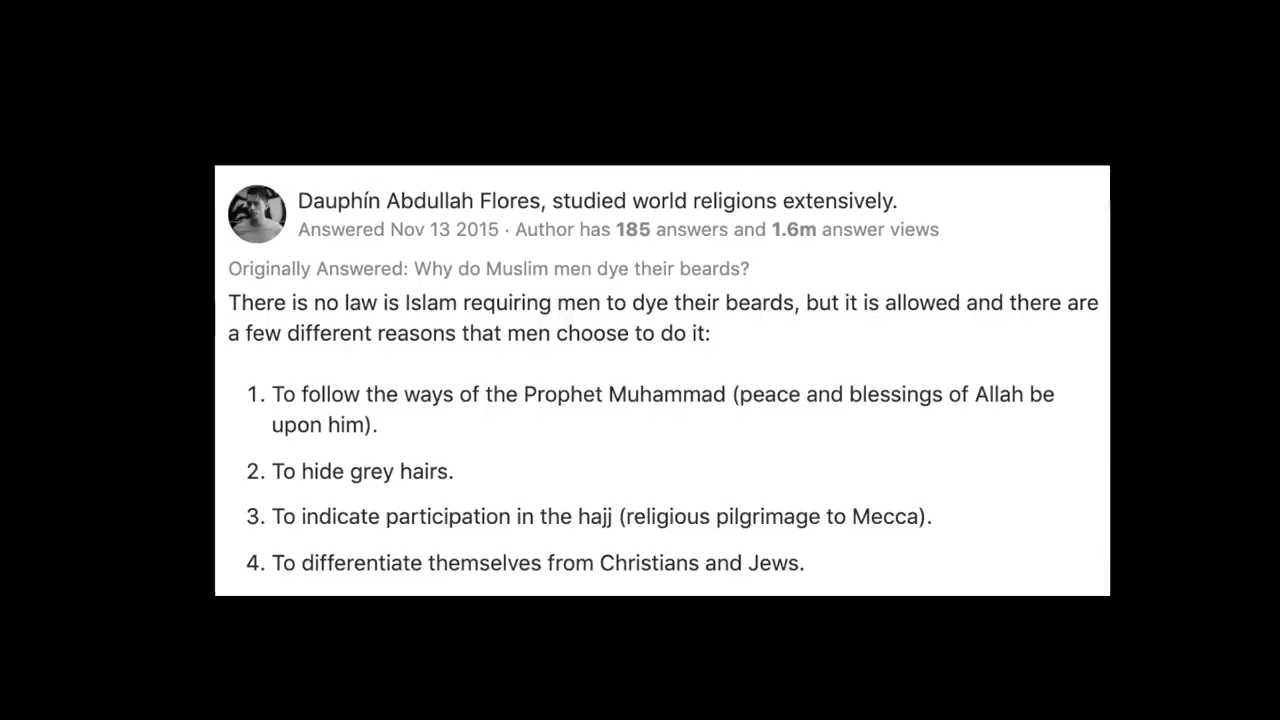 Dauphín Abdullah Flores, studied world religions extensively.
Answered Nov 13 2015 · Author has 185 answers and 1.6m answer views
Originally Answered: Why do Muslim men dye their beards?
There is no law is Islam requiring men to dye their beards, but it is allowed and there are
a few different reasons that men choose to do it:
1. To follow the ways of the Prophet Muhammad (peace and blessings of Allah be
upon him).
2. To hide grey hairs.
3. To indicate participation in the hajj (religious pilgrimage to Mecca).
4. To differentiate themselves from Christians and Jews.